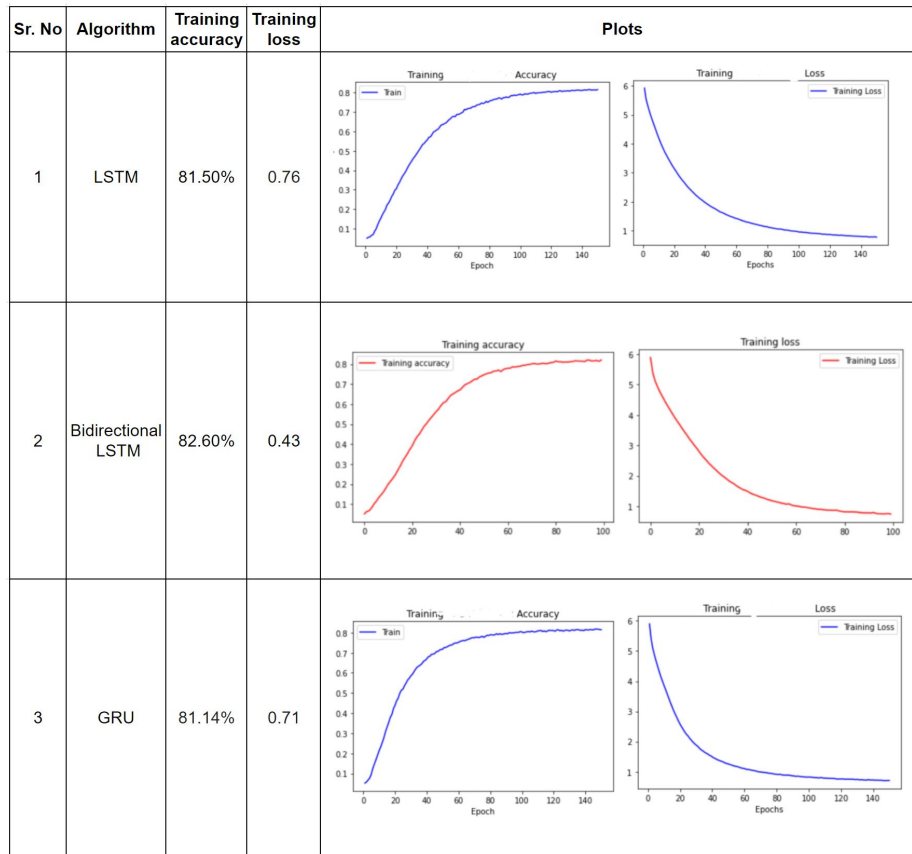 Sr. No Algorithm Training accuracy Training loss Plots
1 LSTM 81.50% 0.76
Training Accuracy
Train
0.8
0.7
0.6
0.5
0.4
0.3
0.2
0.1
0 20 40 60 80 100 120 140
Epoch
Training Loss
Training Loss
6
5
4
3
2
1
0 20 40 60 80 100 120 140
Epochs
2 Bidirectional LSTM 82.60% 0.43
Training accuracy
Training accuracy
0.8
0.7
0.6
0.5
0.4
0.3
0.2
0.1
0 20 40 60 80 100
Training loss
Training Loss
6
5
4
3
2
1
0 20 40 60 80 100
3 GRU 81.14% 0.71
Training Accuracy
Train
0.8
0.7
0.6
0.5
0.4
0.3
0.2
0.1
0 20 40 60 80 100 120 140
Epoch
Training Loss
Training Loss
6
5
4
3
2
1
0 20 40 60 80 100 120 140
Epochs